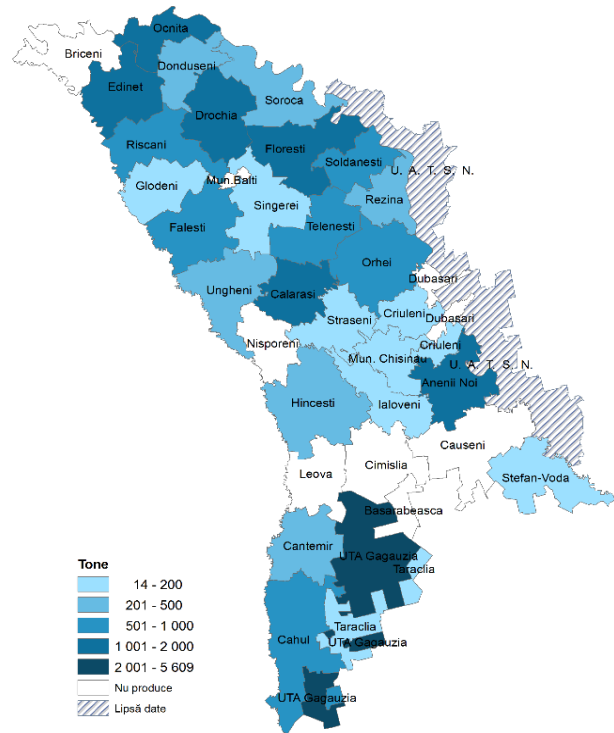 Ocnita
Briceni
Donduseni
Edinet
Soroca
Drochia
Riscani
Floresti
Soldanesti
U. A. T. S. N.
Glodeni
Mun.Balti
Rezina
Singerei
Falesti
Telenesti
Orhei
Dubasari
Ungheni
Calarasi
Straseni
Criuleni
Dubasari
Nisporeni
Criuleni
Mun. Chisinau
U. A. T. S. N.
Anenii Noi
Hincesti
Ialoveni
Causeni
Cimislia
Leova
Stefan-Voda
Basarabeasca
Cantemir
UTA Gagauzia
Taraclia
Taraclia
Cahul
UTA Gagauzia
UTA Gagauzia
Tone
14 - 200
201 - 500
501 - 1 000
1 001 - 2 000
2 001 - 5 609
Nu produce
Lipsă date